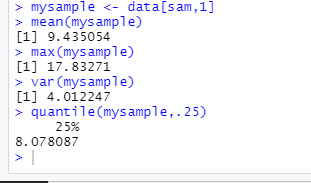 > mysample <- data[sam,1]
> mean(mysample)
[1] 9.435054
> max(mysample)
[1] 17.83271
> var(mysample)
[1] 4.012247
> quantile(mysample,.25)
25%
8.078087
>